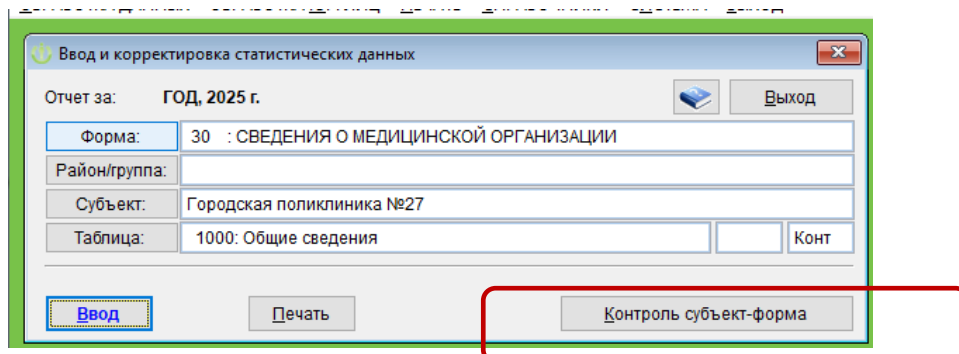 Ввод и корректировка статистических данных
Отчет за: ГОД, 2025 г. Выход
Форма: 30 : СВЕДЕНИЯ О МЕДИЦИНСКОЙ ОРГАНИЗАЦИИ
Район/группа:
Субъект: Городская поликлиника №27
Таблица: 1000: Общие сведения Конт
Ввод Печать Контроль субъект-форма